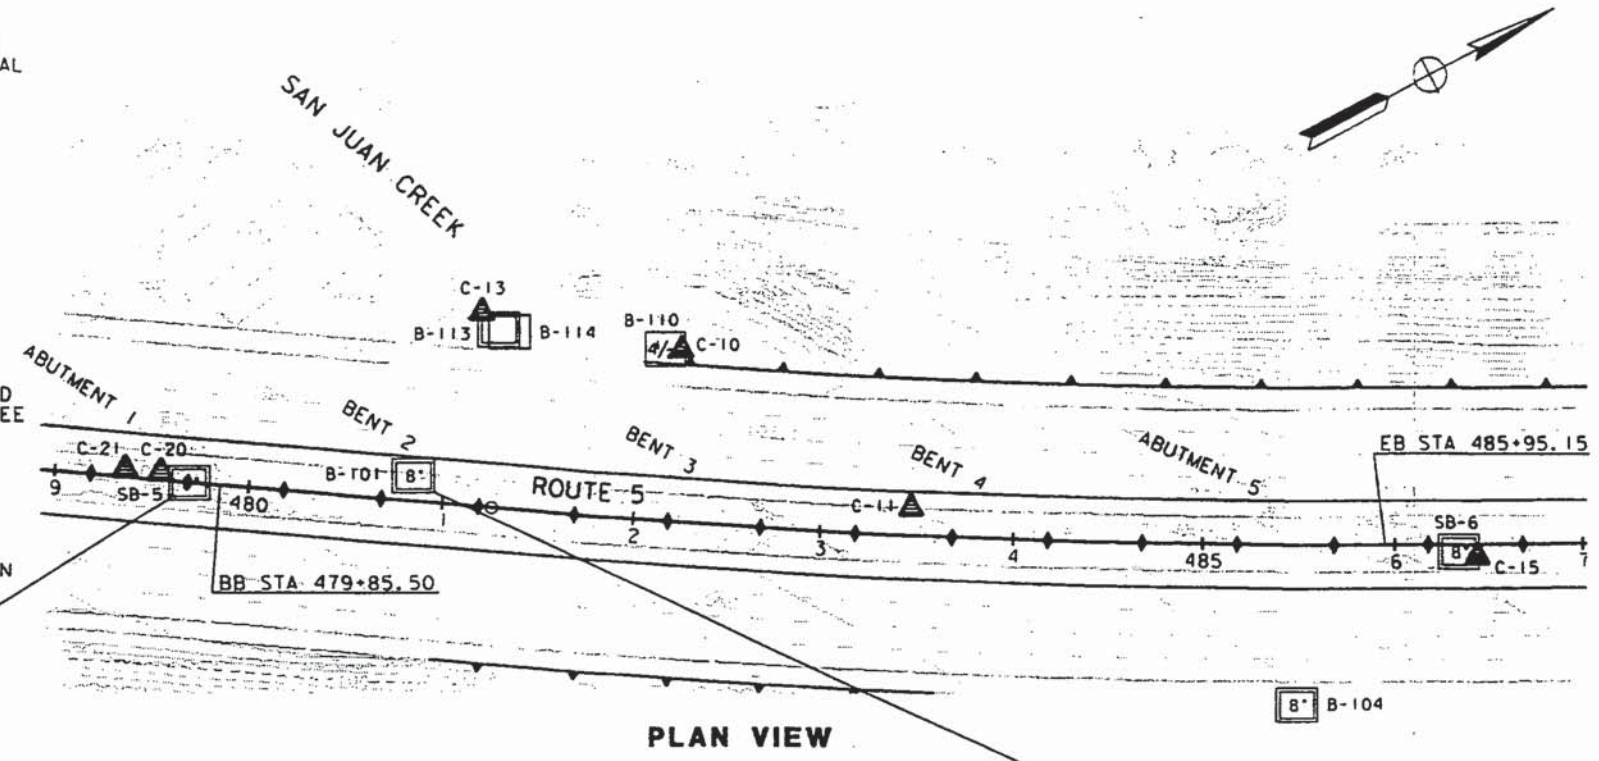 AL
SAN JUAN CREEK
C-13
B-113
B-114
B-110
C-10
ABUTMENT 1
D
EE
BENT 2
BENT 3
BENT 4
ABUTMENT 5
EB STA 485+95.15
C-21
C-20
SB-5
B-101
8"
ROUTE 5
C-11
SB-6
8"
C-15
9
480
1
2
3
4
485
6
7
N
BB STA 479+85.50
8"
B-104
PLAN VIEW